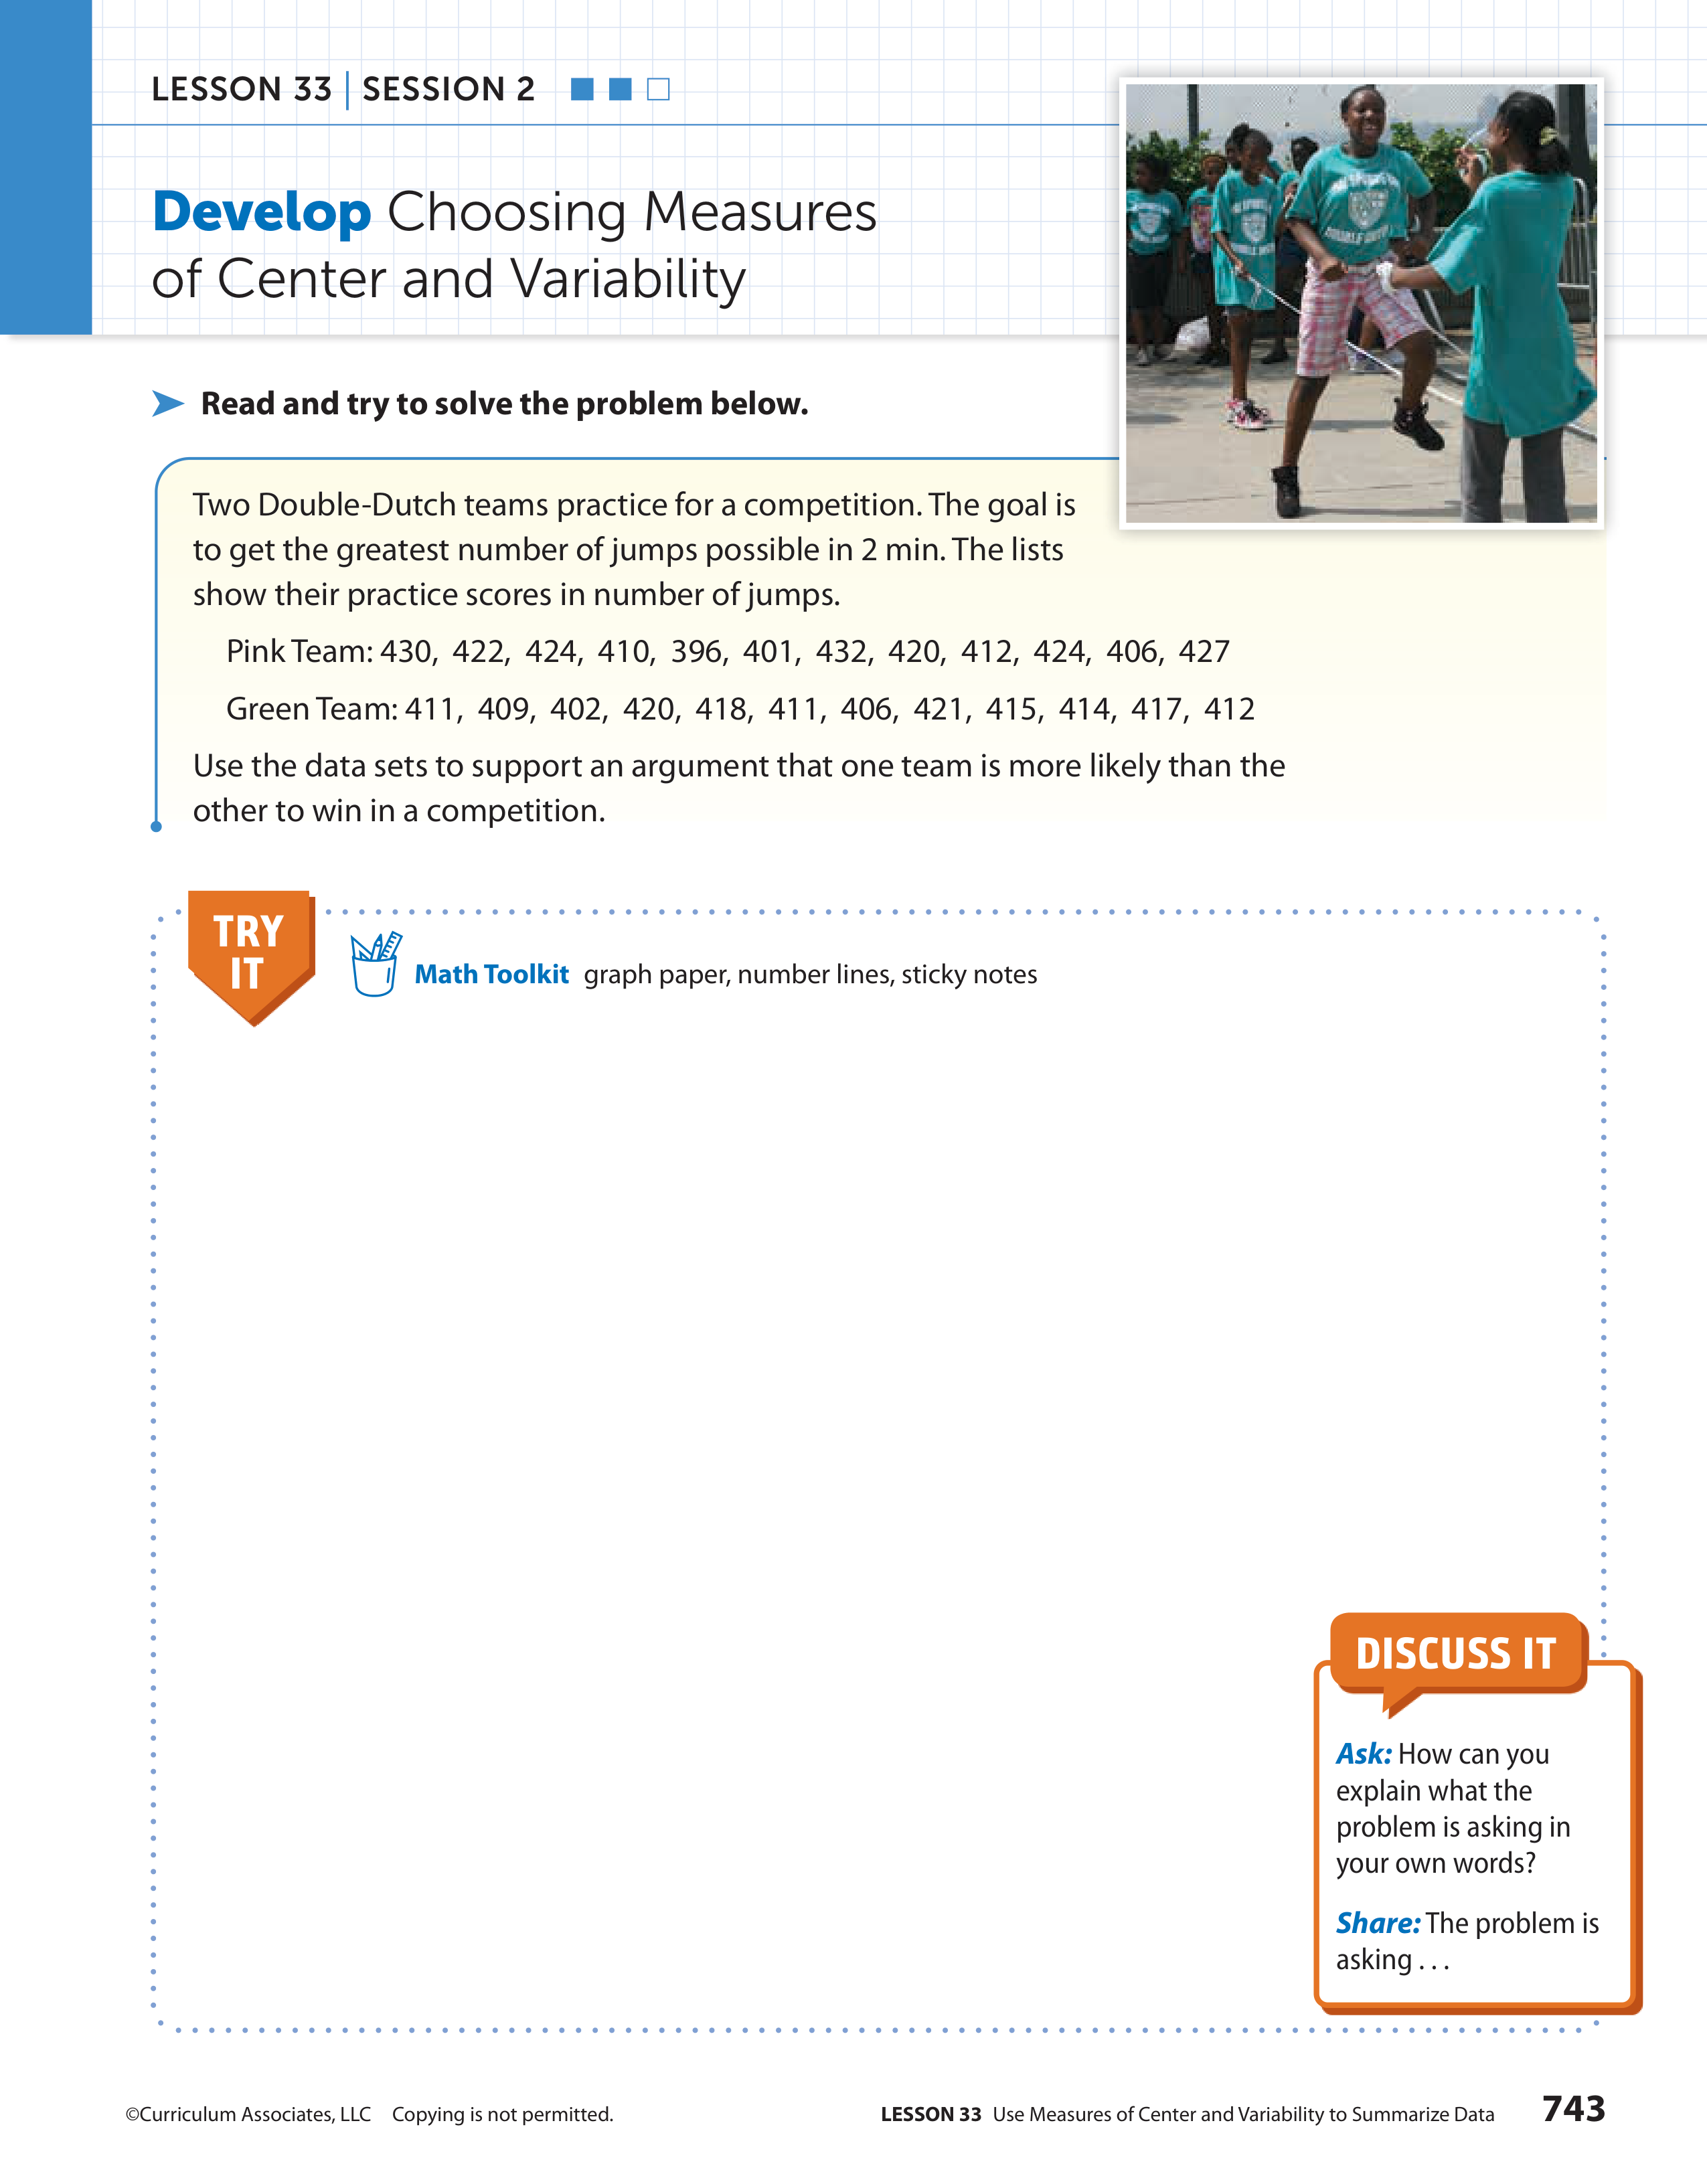 LESSON 33 | SESSION 2
Develop Choosing Measures
of Center and Variability
Read and try to solve the problem below.
Two Double-Dutch teams practice for a competition. The goal is
to get the greatest number of jumps possible in 2 min. The lists
show their practice scores in number of jumps.
Pink Team: 430, 422, 424, 410, 396, 401, 432, 420, 412, 424, 406, 427
Green Team: 411, 409, 402, 420, 418, 411, 406, 421, 415, 414, 417, 412
Use the data sets to support an argument that one team is more likely than the
other to win in a competition.
TRY
IT
Math Toolkit graph paper, number lines, sticky notes
DISCUSS IT
Ask: How can you
explain what the
problem is asking in
your own words?
Share: The problem is
asking . . .
©Curriculum Associates, LLC Copying is not permitted.
LESSON 33 Use Measures of Center and Variability to Summarize Data 743